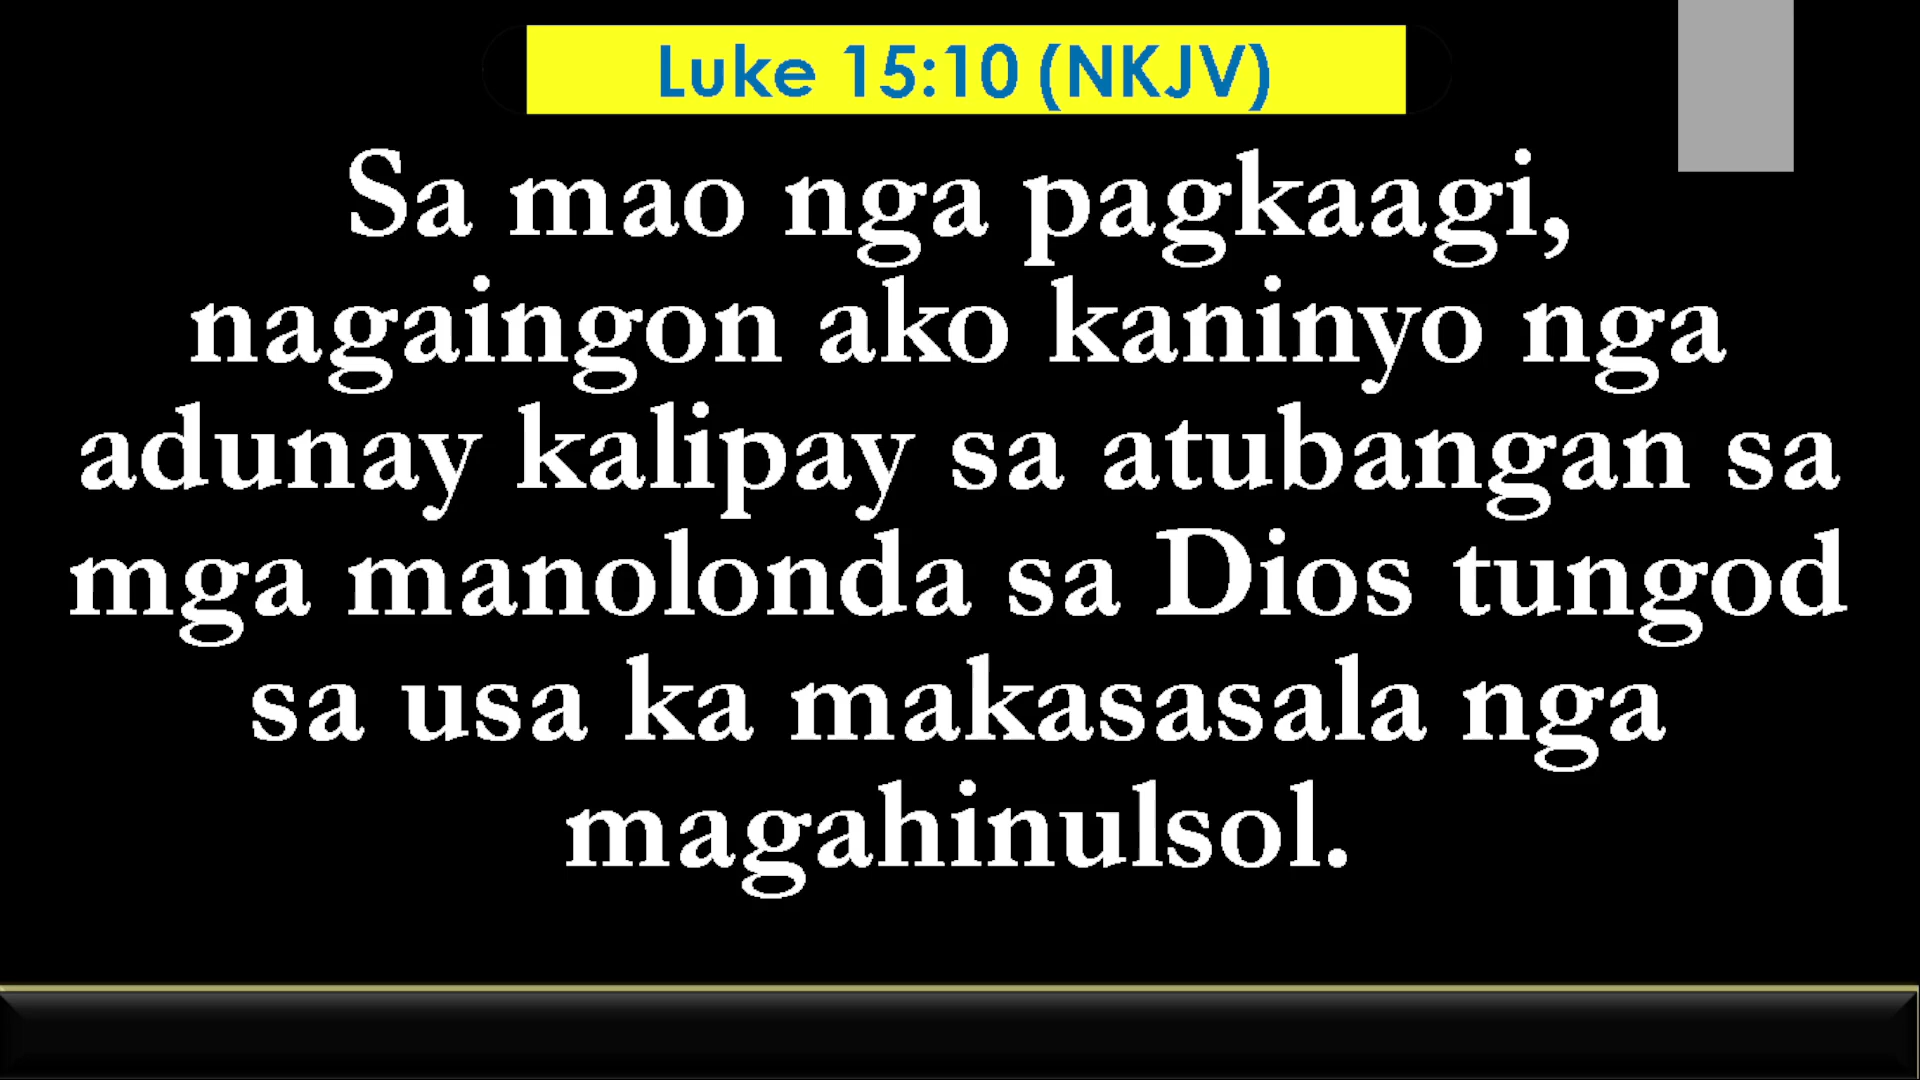 Luke 15:10 (NKJV)
Sa mao nga pagkaagi,
nagaingon ako kaninyo nga
adunay kalipay sa atubangan sa
mga manolonda sa Dios tungod
sa usa ka makasasala nga
magahinulsol.